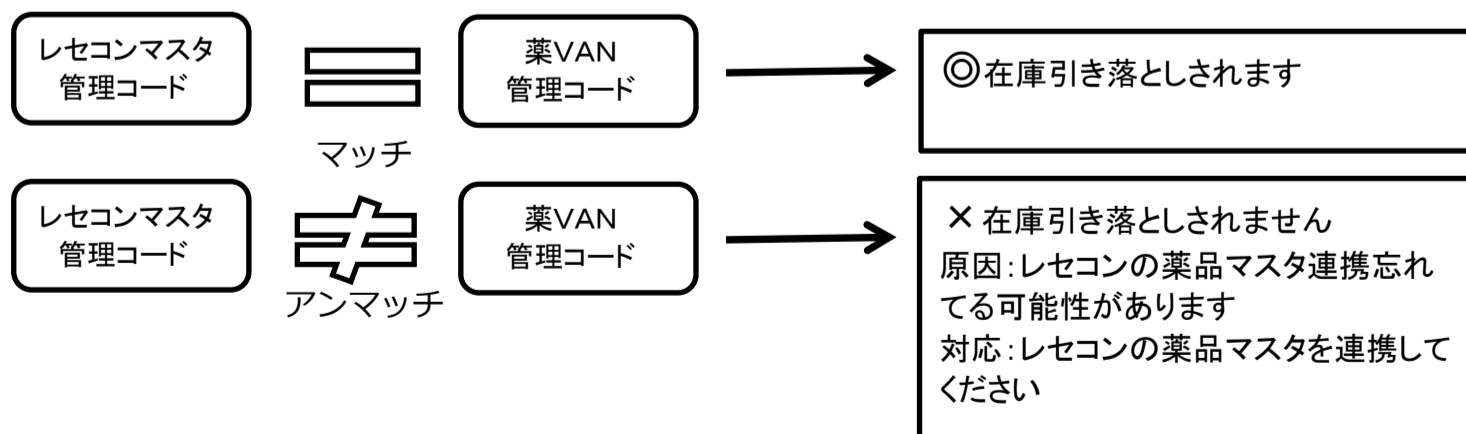 レセコンマスタ
管理コード
マッチ
薬VAN
管理コード
◎在庫引き落としされます
レセコンマスタ
管理コード
アンマッチ
薬VAN
管理コード
× 在庫引き落としされません
原因：レセコンの薬品マスタ連携忘れ
てる可能性があります
対応：レセコンの薬品マスタを連携して
ください